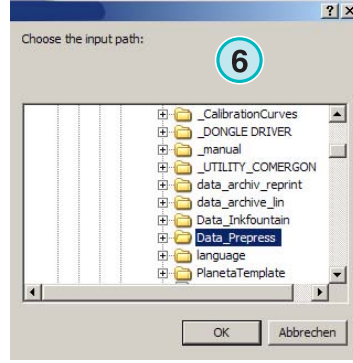 Choose the input path:
6
_CalibrationCurves
_DONGLE DRIVER
_manual
_UTILITY_COMERGON
data_archiv_reprint
data_archive_lin
Data_Inkfountain
Data_Prepress
language
PlanetaTemplate
OK Abbrechen